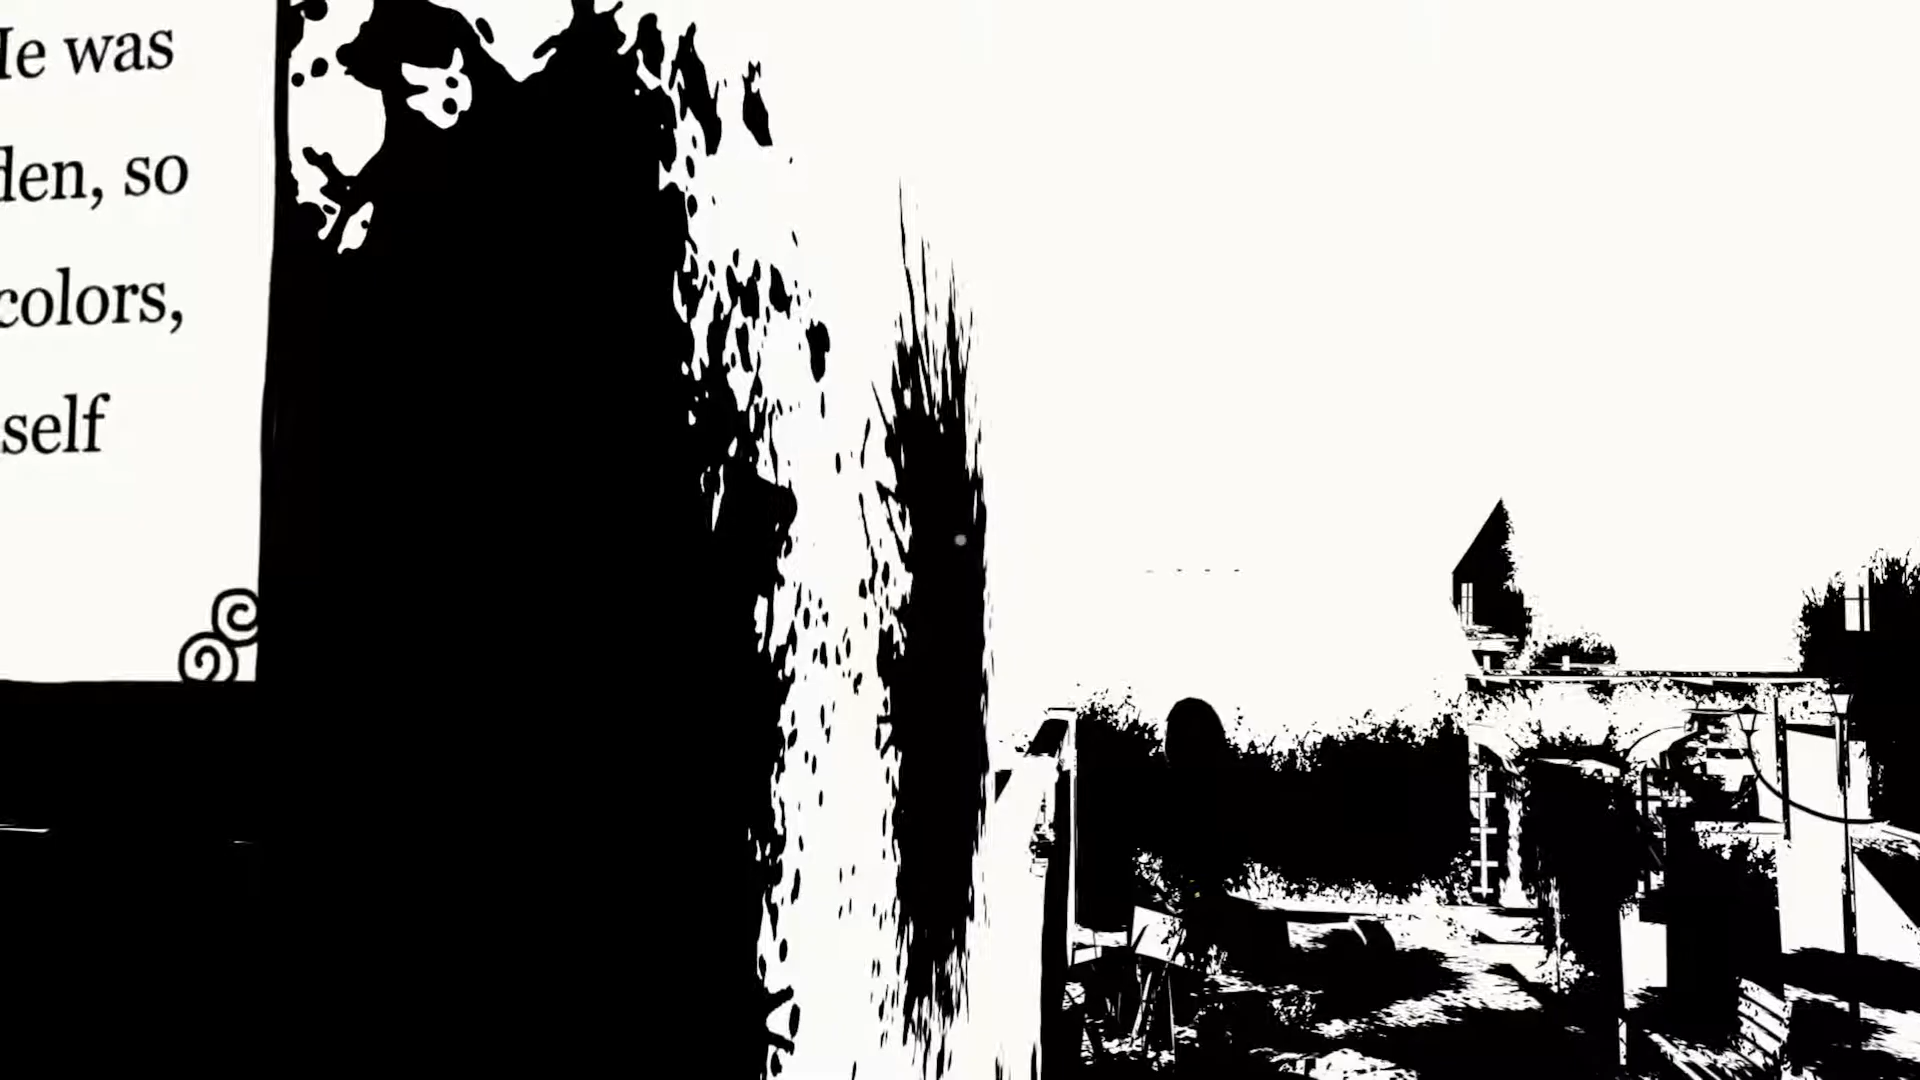 He was
den, so
colors,
self